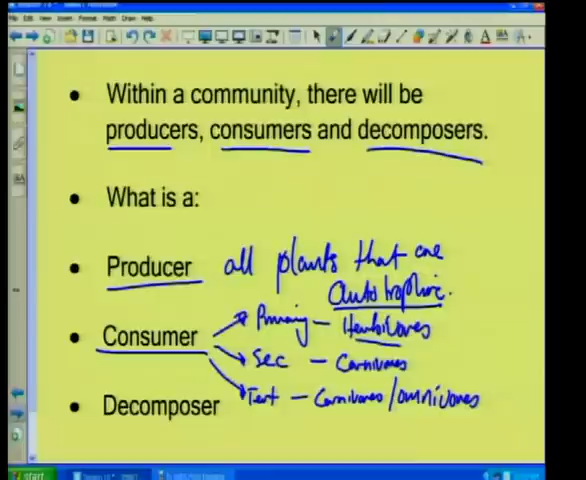 • Within a community, there will be
producers, consumers and decomposers.
• What is a:
• Producer all plants that are
autotrophic.
Primary – Herbivores
• Consumer
Sec – Carnivores
Tert – Carnivores/omnivores
• Decomposer
start